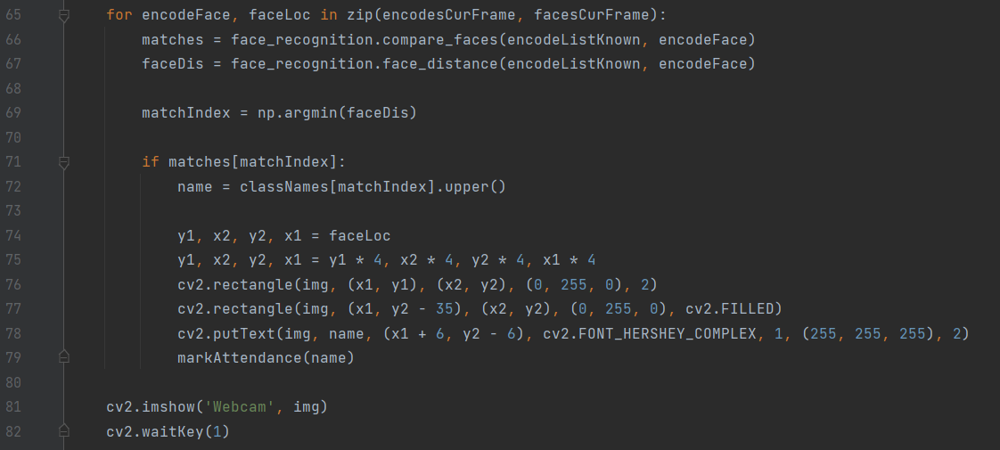 65 for encodeFace, faceLoc in zip(encodesCurFrame, facesCurFrame):
66 matches = face_recognition.compare_faces(encodeListKnown, encodeFace)
67 faceDis = face_recognition.face_distance(encodeListKnown, encodeFace)
68
69 matchIndex = np.argmin(faceDis)
70
71 if matches[matchIndex]:
72 name = classNames[matchIndex].upper()
73
74 y1, x2, y2, x1 = faceLoc
75 y1, x2, y2, x1 = y1 * 4, x2 * 4, y2 * 4, x1 * 4
76 cv2.rectangle(img, (x1, y1), (x2, y2), (0, 255, 0), 2)
77 cv2.rectangle(img, (x1, y2 - 35), (x2, y2), (0, 255, 0), cv2.FILLED)
78 cv2.putText(img, name, (x1 + 6, y2 - 6), cv2.FONT_HERSHEY_COMPLEX, 1, (255, 255, 255), 2)
79 markAttendance(name)
80
81 cv2.imshow('Webcam', img)
82 cv2.waitKey(1)